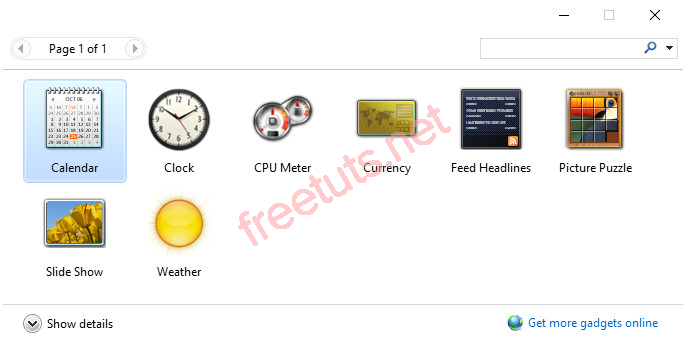 Page 1 of 1
OCT 06
Calendar
Clock
CPU Meter
Currency
Feed Headlines
Picture Puzzle
Slide Show
Weather
freetuts.net
Show details
Get more gadgets online